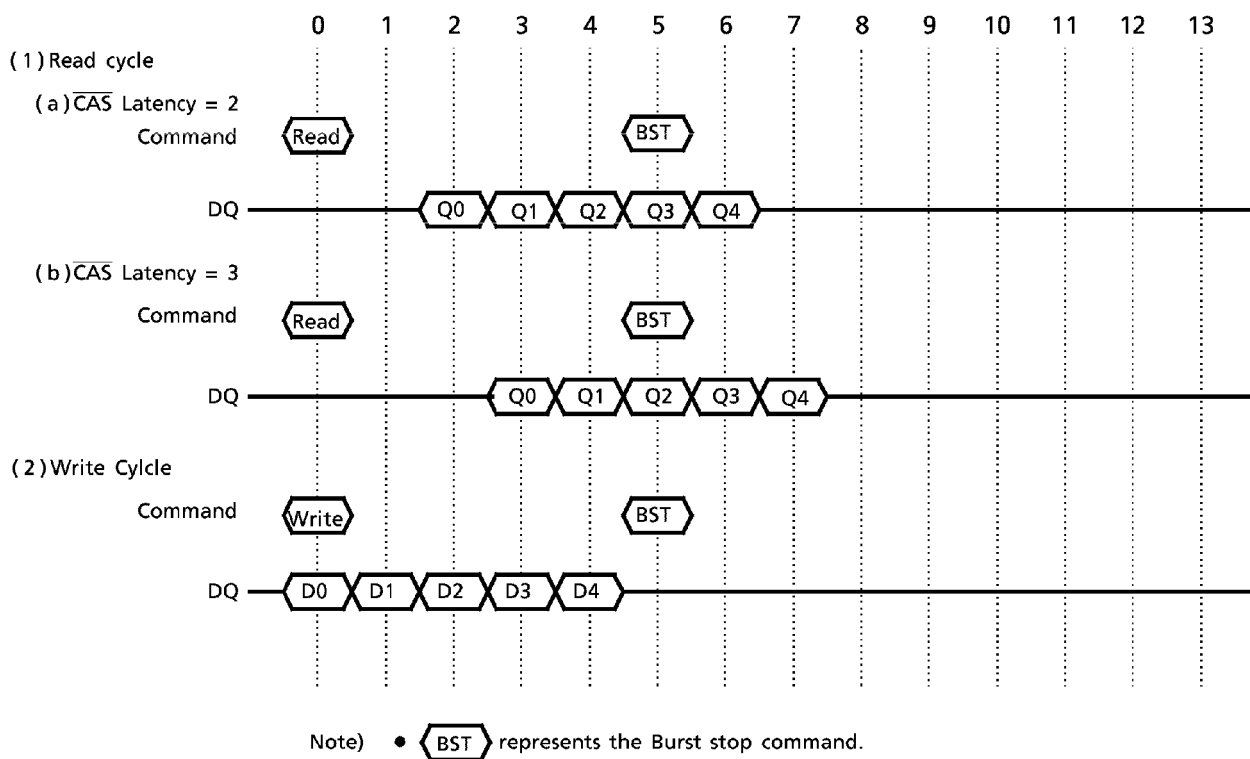 0 1 2 3 4 5 6 7 8 9 10 11 12 13
(1) Read cycle
(a) C̅A̅S̅ Latency = 2
Command Read BST
DQ Q0 Q1 Q2 Q3 Q4
(b) C̅A̅S̅ Latency = 3
Command Read BST
DQ Q0 Q1 Q2 Q3 Q4
(2) Write Cylcle
Command Write BST
DQ D0 D1 D2 D3 D4
Note) • BST represents the Burst stop command.